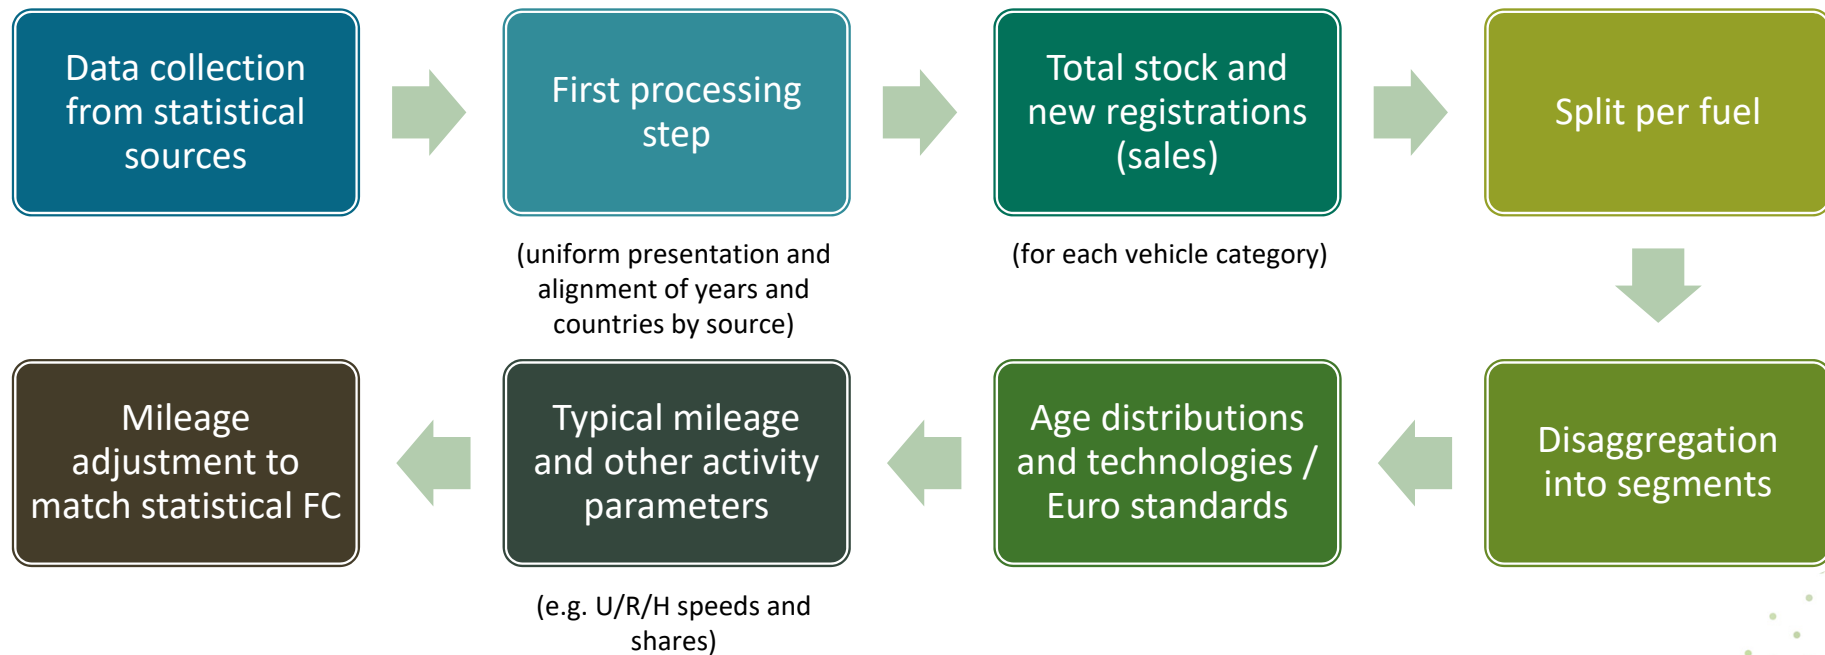 Data collection
from statistical
sources
First processing
step
(uniform presentation and
alignment of years and
countries by source)
Total stock and
new registrations
(sales)
(for each vehicle category)
Split per fuel
Disaggregation
into segments
Age distributions
and technologies /
Euro standards
Typical mileage
and other activity
parameters
(e.g. U/R/H speeds and
shares)
Mileage
adjustment to
match statistical FC